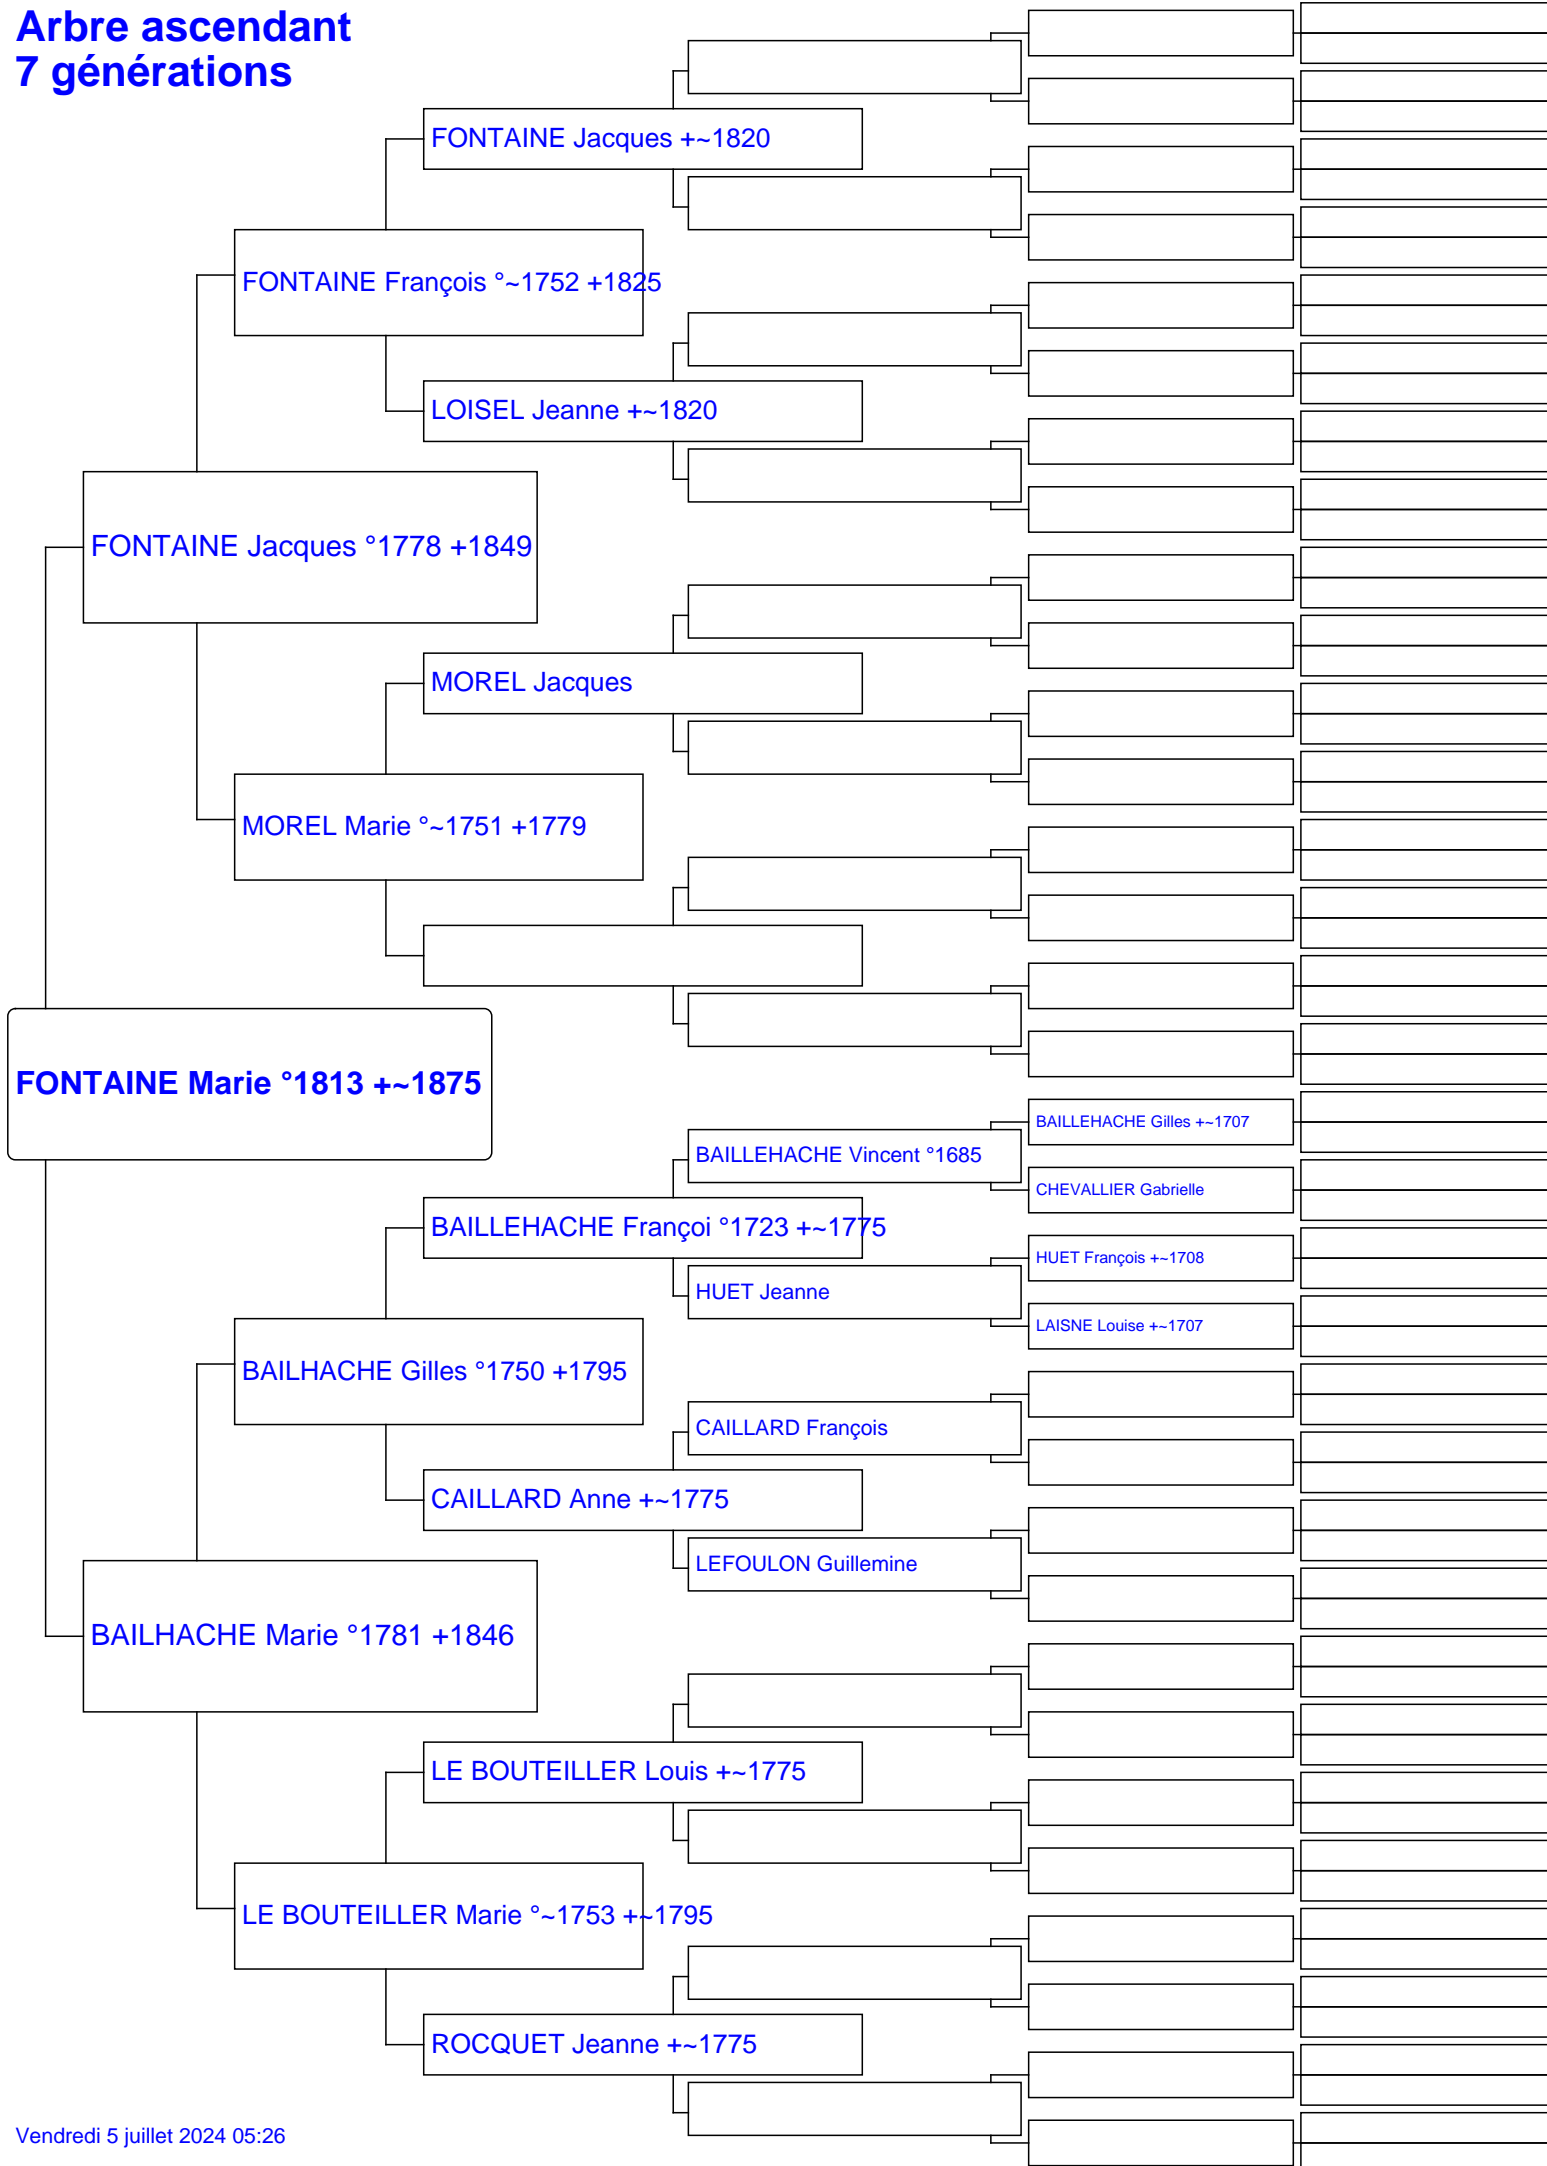 Arbre ascendant
7 générations
FONTAINE Jacques +~1820
FONTAINE François °~1752 +1825
LOISEL Jeanne +~1820
FONTAINE Jacques °1778 +1849
MOREL Jacques
MOREL Marie °~1751 +1779
FONTAINE Marie °1813 +~1875
BAILLEHACHE Gilles +~1707
BAILLEHACHE Vincent °1685
CHEVALLIER Gabrielle
BAILLEHACHE Françoi °1723 +~1775
HUET François +~1708
HUET Jeanne
LAISNE Louise +~1707
BAILHACHE Gilles °1750 +1795
CAILLARD François
CAILLARD Anne +~1775
LEFOULON Guillemine
BAILHACHE Marie °1781 +1846
LE BOUTEILLER Louis +~1775
LE BOUTEILLER Marie °~1753 +~1795
ROCQUET Jeanne +~1775
Vendredi 5 juillet 2024 05:26